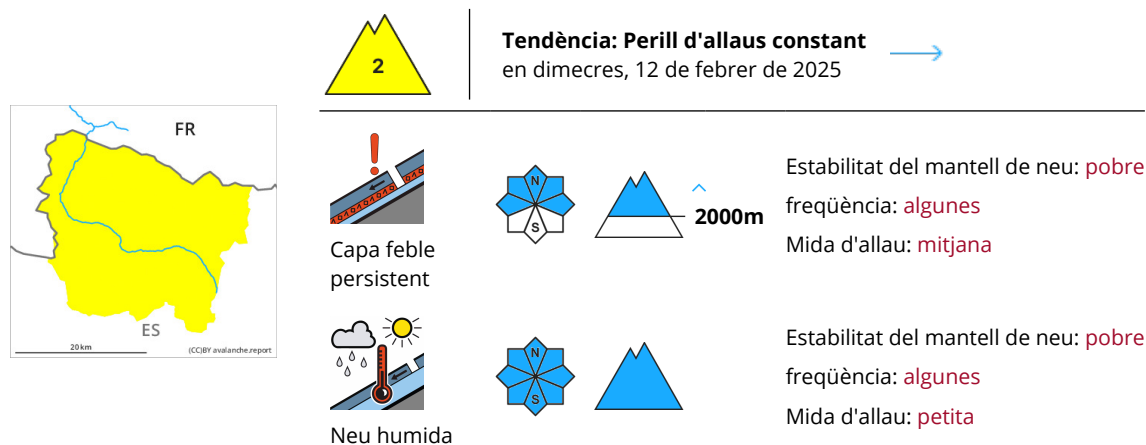 2
Tendència: Perill d'allaus constant
en dimecres, 12 de febrer de 2025
FR
ES
20 km
(CC)BY avalanche.report
N
S
2000m
Capa feble
persistent
Estabilitat del mantell de neu: pobre
freqüència: algunes
Mida d'allau: mitjana
N
S
Neu humida
Estabilitat del mantell de neu: pobre
freqüència: algunes
Mida d'allau: petita